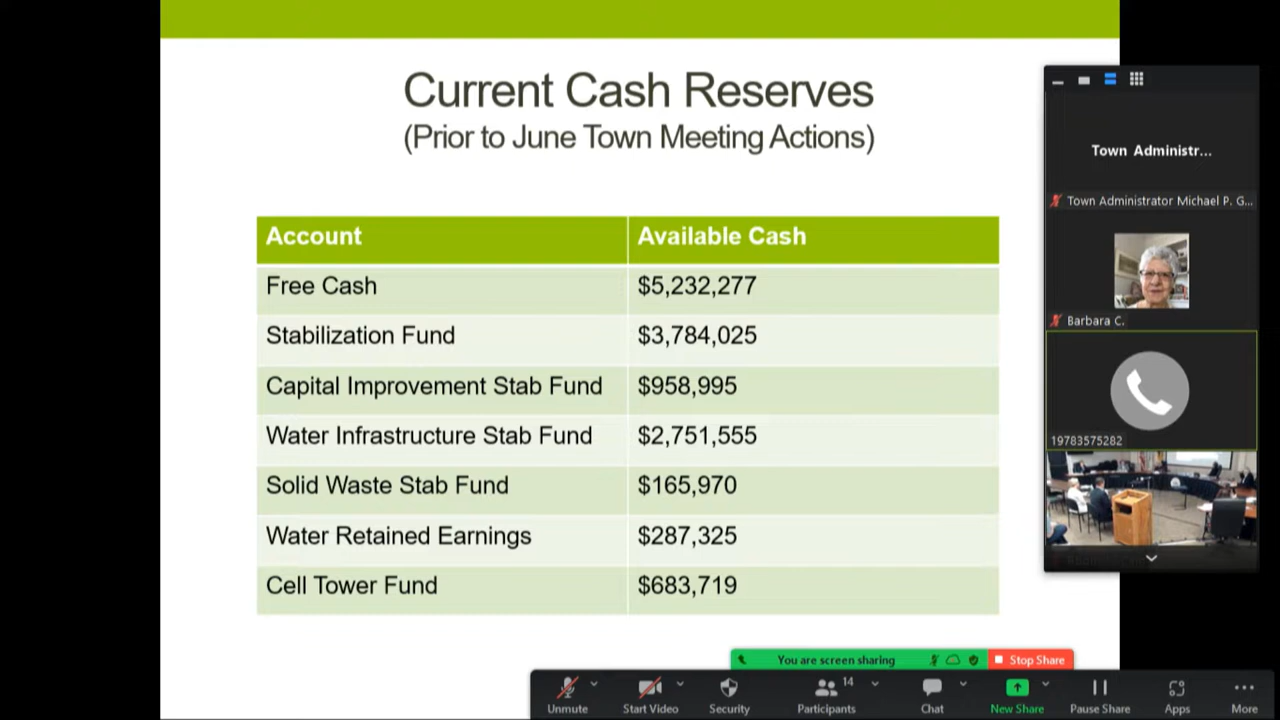 Current Cash Reserves
(Prior to June Town Meeting Actions)
Account Available Cash
Free Cash $5,232,277
Stabilization Fund $3,784,025
Capital Improvement Stab Fund $958,995
Water Infrastructure Stab Fund $2,751,555
Solid Waste Stab Fund $165,970
Water Retained Earnings $287,325
Cell Tower Fund $683,719
Town Administr...
Town Administrator Michael P. G...
Barbara C.
19783575282
You are screen sharing
Stop Share
14
Unmute
Start Video
Security
Participants
Chat
New Share
Pause Share
Apps
More